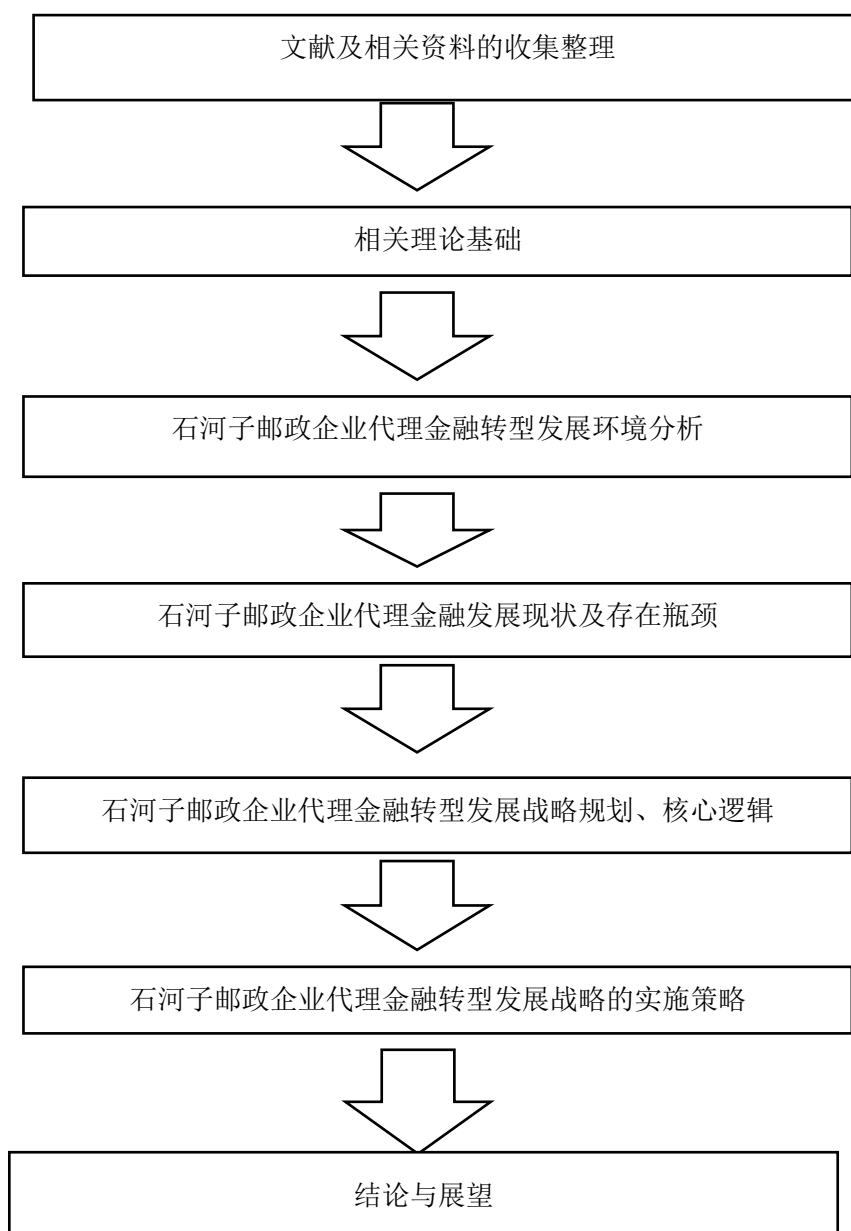 文献及相关资料的收集整理
相关理论基础
石河子邮政企业代理金融转型发展环境分析
石河子邮政企业代理金融发展现状及存在瓶颈
石河子邮政企业代理金融转型发展战略规划、核心逻辑
石河子邮政企业代理金融转型发展战略的实施策略
结论与展望